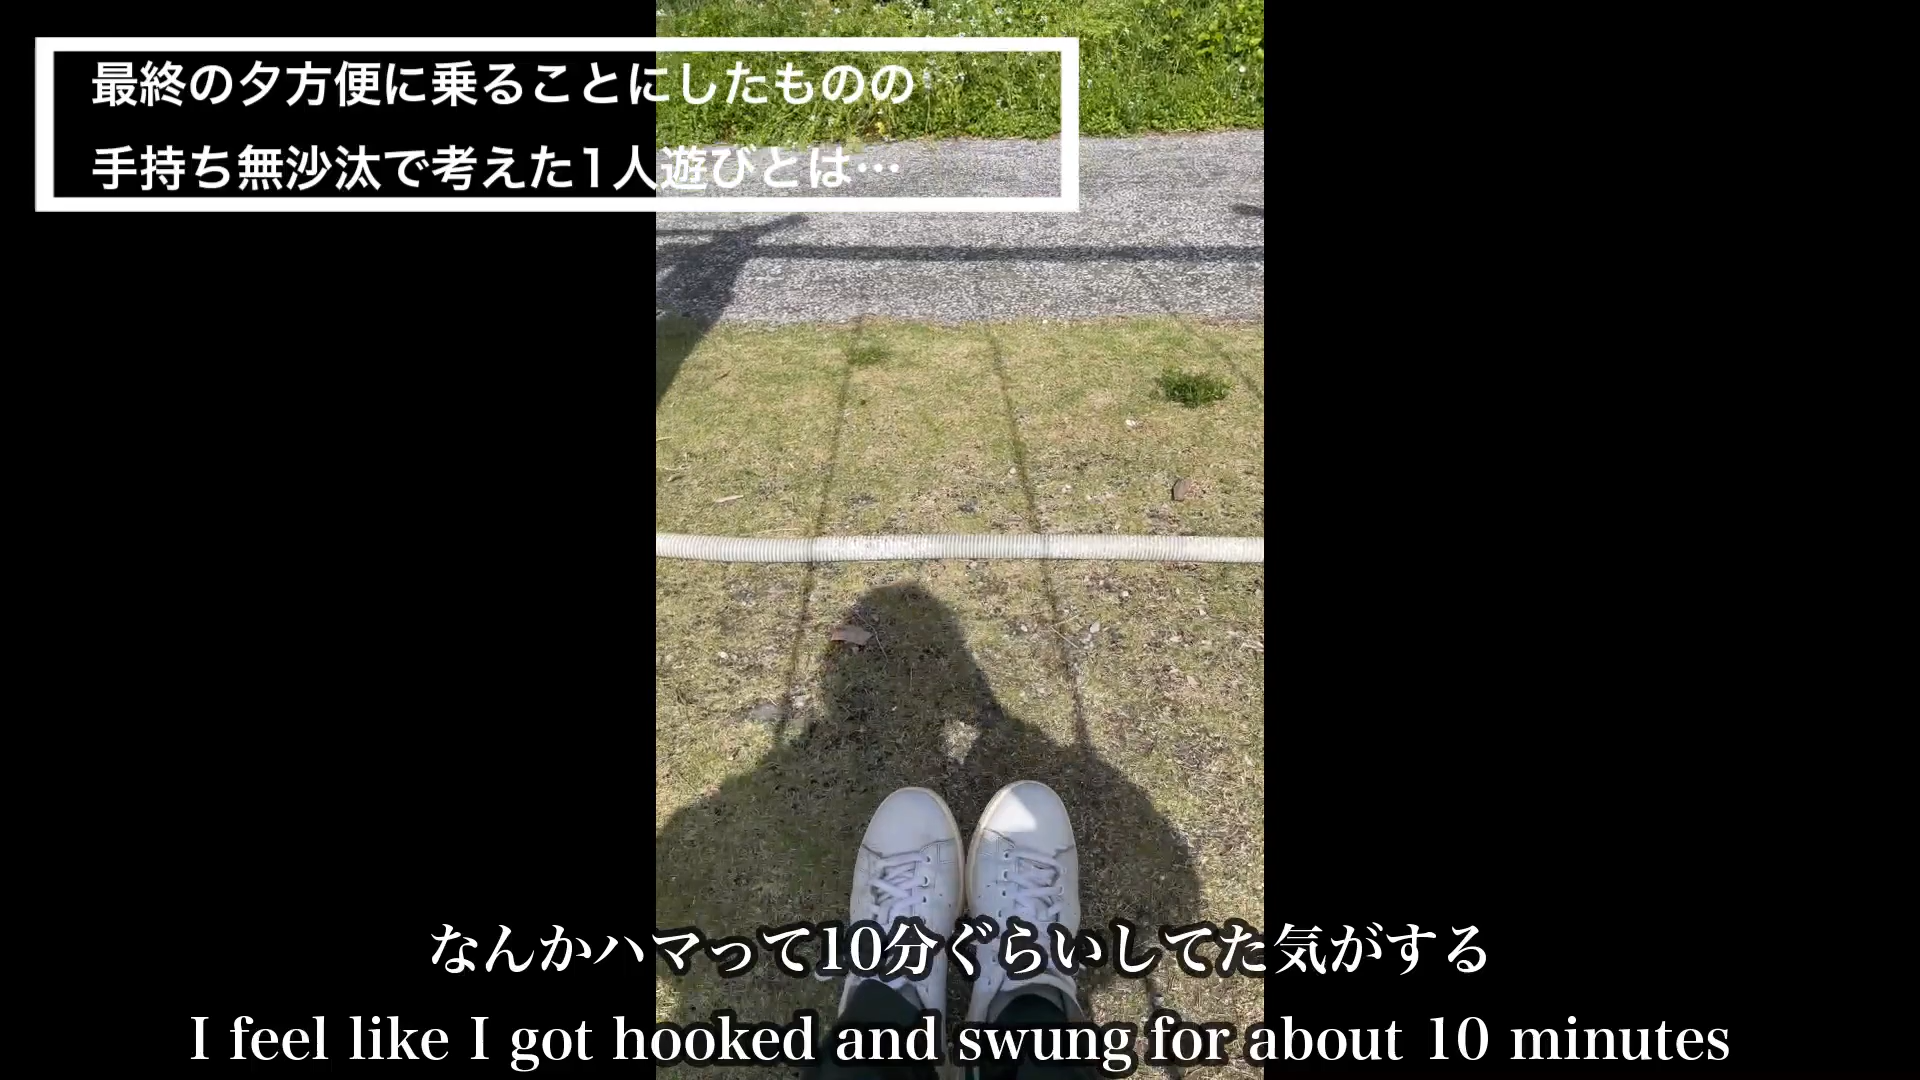 最終の夕方便に乗ることにしたものの
手持ち無沙汰で考えた1人遊びとは…
なんかハマって10分ぐらいしてた気がする
I feel like I got hooked and swung for about 10 minutes